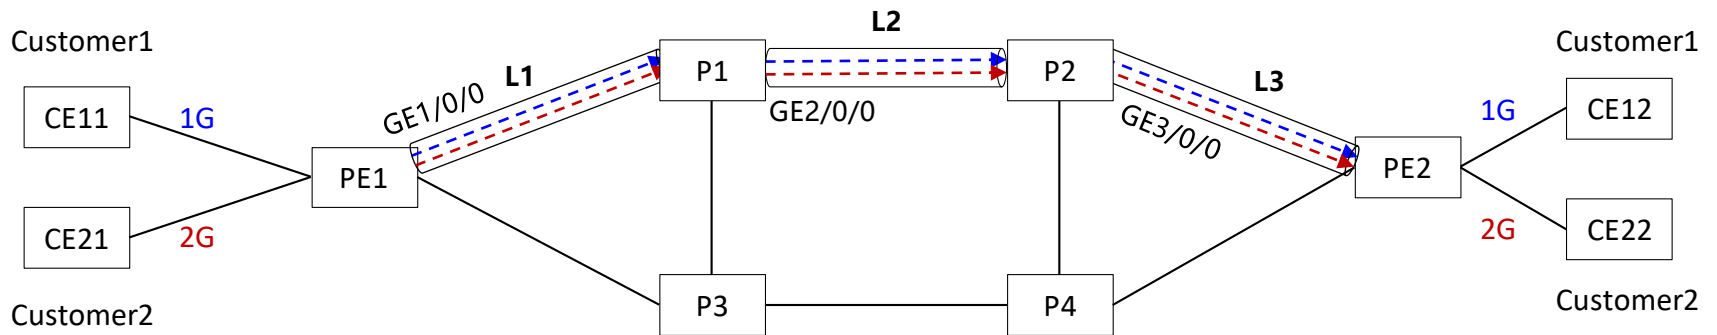 L2
Customer1
Customer1
L1
P1
P2
L3
GE1/0/0
CE11
1G
GE2/0/0
GE3/0/0
1G
CE12
PE1
PE2
CE21
2G
2G
CE22
P3
P4
Customer2
Customer2